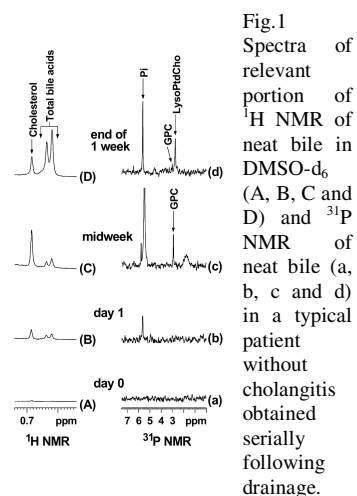 Cholesterol
Total bile acids
Pi
GPC
LysoPtdCho
end of
1 week
(D)
(d)
GPC
midweek
(C)
(c)
day 1
(B)
(b)
day 0
(A)
(a)
0.7 ppm
7 6 5 4 3 ppm
¹H NMR
³¹P NMR
Fig.1
Spectra of
relevant
portion of
¹H NMR of
neat bile in
DMSO-d₆
(A, B, C and
D) and ³¹P
NMR of
neat bile (a,
b, c and d)
in a typical
patient
without
cholangitis
obtained
serially
following
drainage.